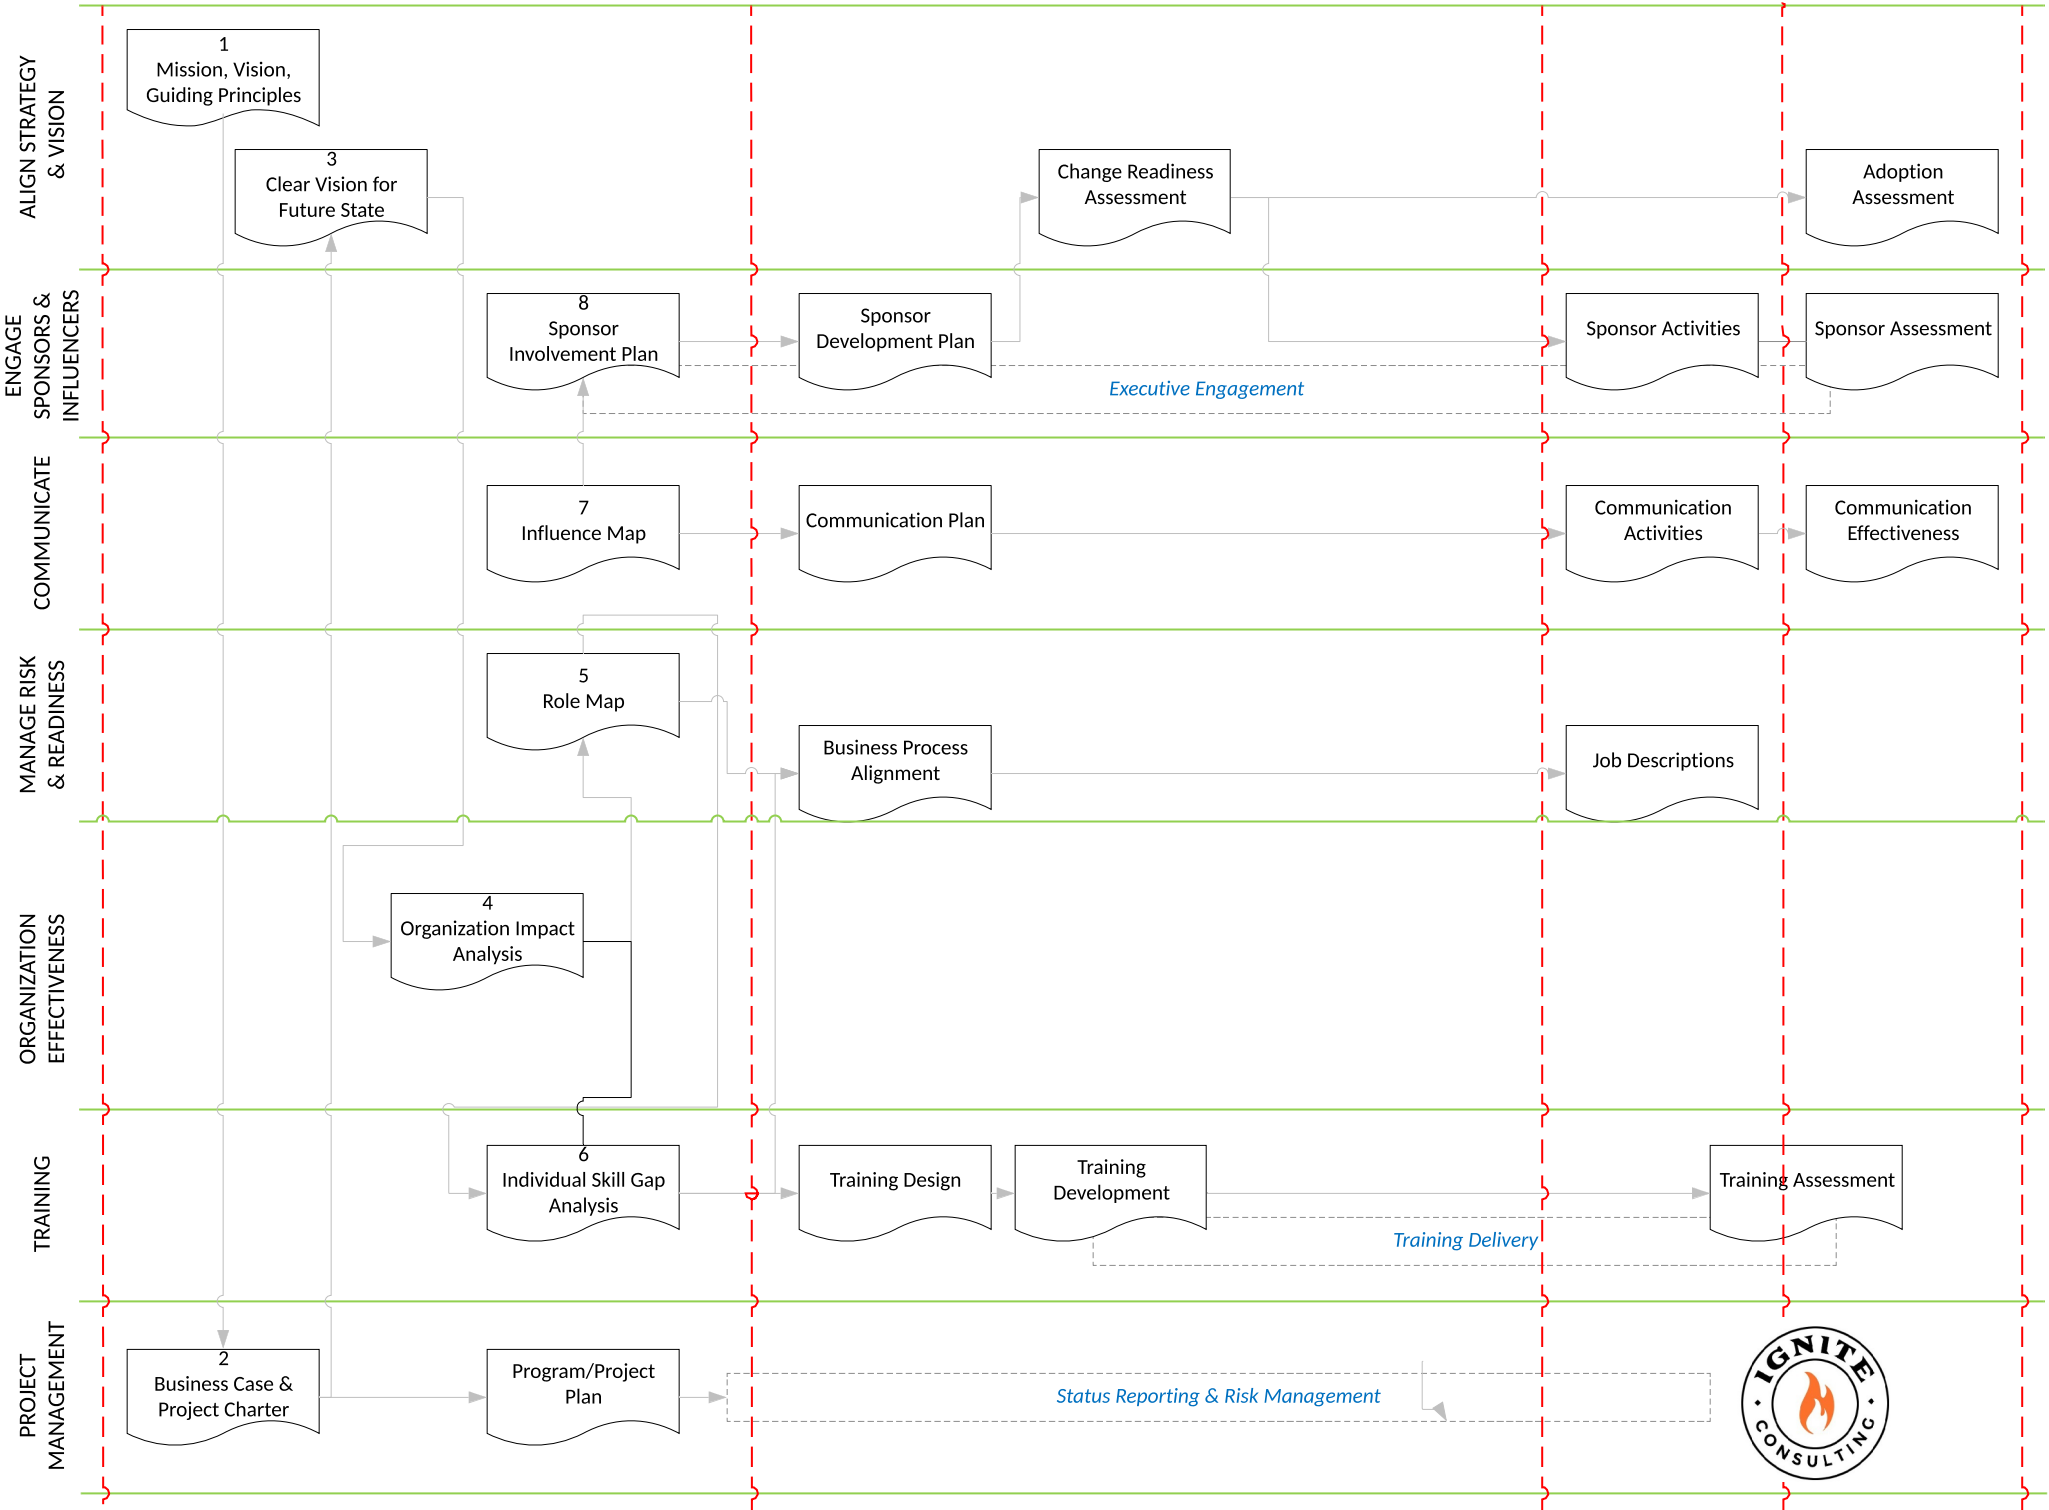 ALIGN STRATEGY
& VISION
1
Mission, Vision,
Guiding Principles
3
Clear Vision for
Future State
Change Readiness
Assessment
Adoption
Assessment
ENGAGE
SPONSORS &
INFLUENCERS
8
Sponsor
Involvement Plan
Sponsor
Development Plan
Sponsor Activities
Sponsor Assessment
Executive Engagement
COMMUNICATE
7
Influence Map
Communication Plan
Communication
Activities
Communication
Effectiveness
MANAGE RISK
& READINESS
5
Role Map
Business Process
Alignment
Job Descriptions
ORGANIZATION
EFFECTIVENESS
4
Organization Impact
Analysis
TRAINING
6
Individual Skill Gap
Analysis
Training Design
Training
Development
Training Assessment
Training Delivery
PROJECT
MANAGEMENT
2
Business Case &
Project Charter
Program/Project
Plan
Status Reporting & Risk Management
IGNITE
CONSULTING